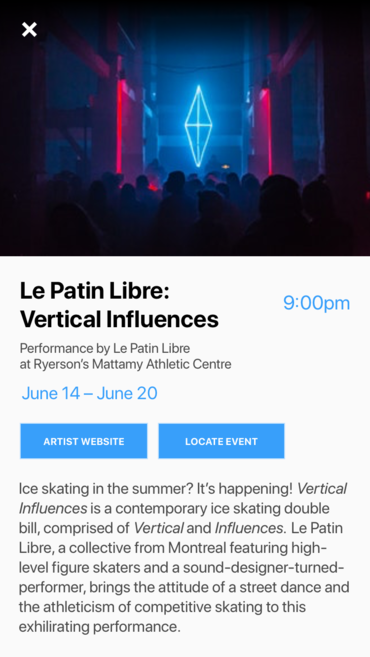 Le Patin Libre:
Vertical Influences
9:00pm
Performance by Le Patin Libre
at Ryerson's Mattamy Athletic Centre
June 14 – June 20
ARTIST WEBSITE
LOCATE EVENT
Ice skating in the summer? It's happening! Vertical
Influences is a contemporary ice skating double
bill, comprised of Vertical and Influences. Le Patin
Libre, a collective from Montreal featuring high-
level figure skaters and a sound-designer-turned-
performer, brings the attitude of a street dance and
the athleticism of competitive skating to this
exhilirating performance.